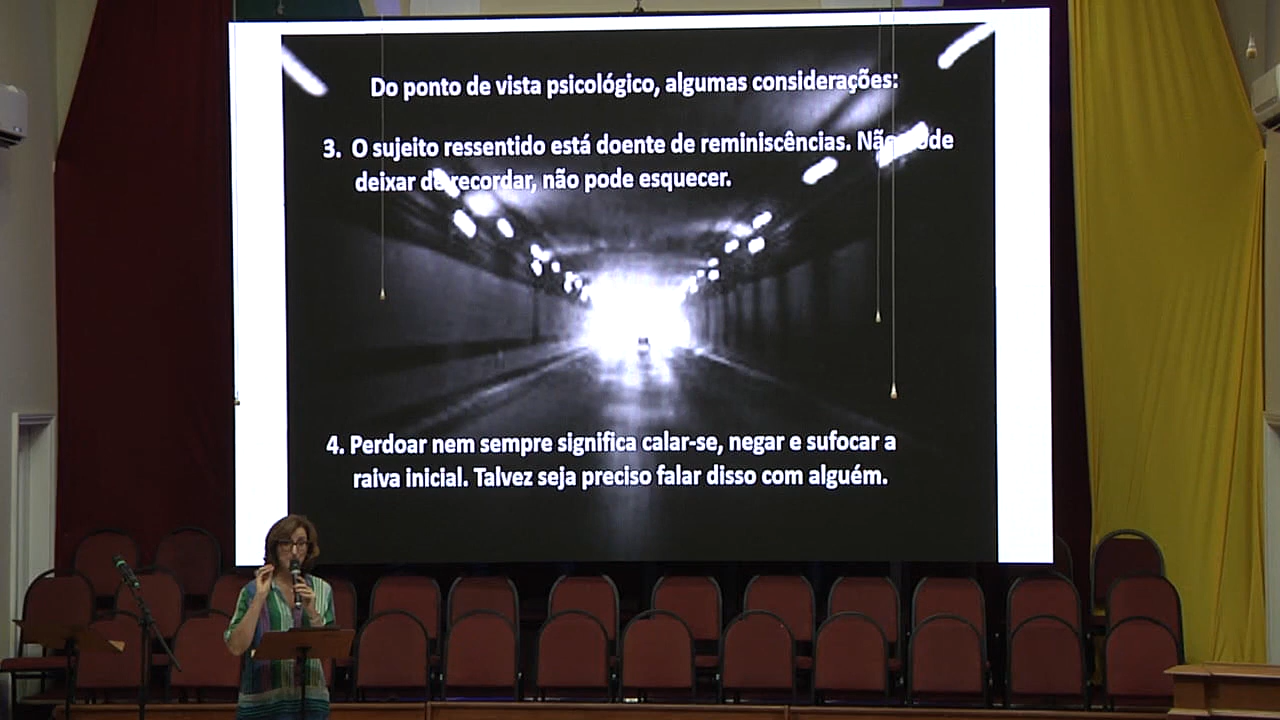 Do ponto de vista psicológico, algumas considerações:
3. O sujeito ressentido está doente de reminiscências. Não pode
deixar de recordar, não pode esquecer.
4. Perdoar nem sempre significa calar-se, negar e sufocar a
raiva inicial. Talvez seja preciso falar disso com alguém.